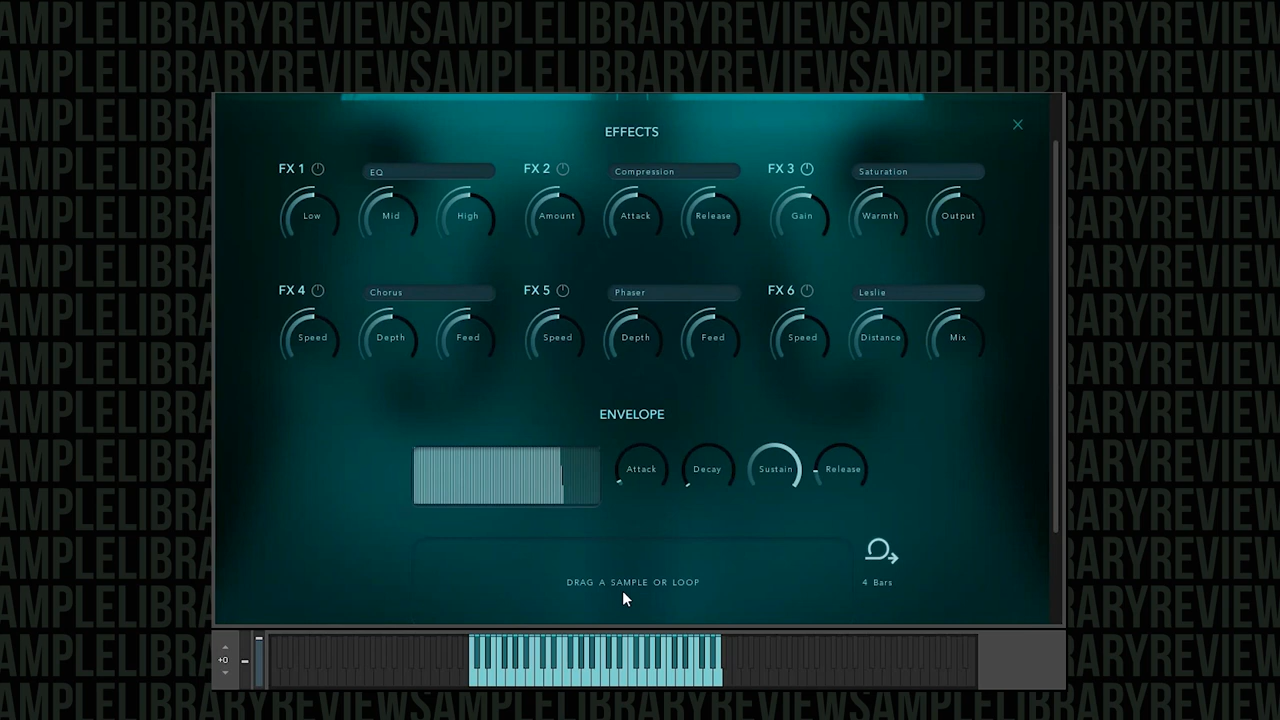 AMPLELIBRARYREVIEWSAMPLELIBRARYREVIEWSAMPLELIBRARYREVIEW
EFFECTS
FX 1 EQ FX 2 Compression FX 3 Saturation
Low Mid High Amount Attack Release Gain Warmth Output
FX 4 Chorus FX 5 Phaser FX 6 Leslie
Speed Depth Feed Speed Depth Feed Speed Distance Mix
ENVELOPE
Attack Decay Sustain Release
DRAG A SAMPLE OR LOOP
4 Bars
+0